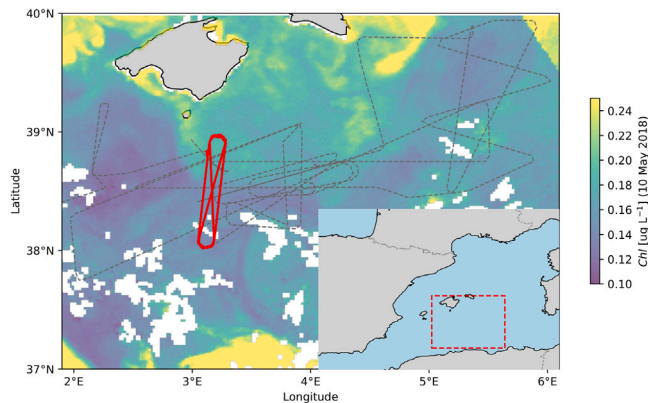 40°N
39°N
38°N
37°N
Latitude
2°E
3°E
4°E
5°E
6°E
Longitude
0.24
0.22
0.20
0.18
0.16
0.14
0.12
0.10
Chl [ug L⁻¹] (10 May 2018)